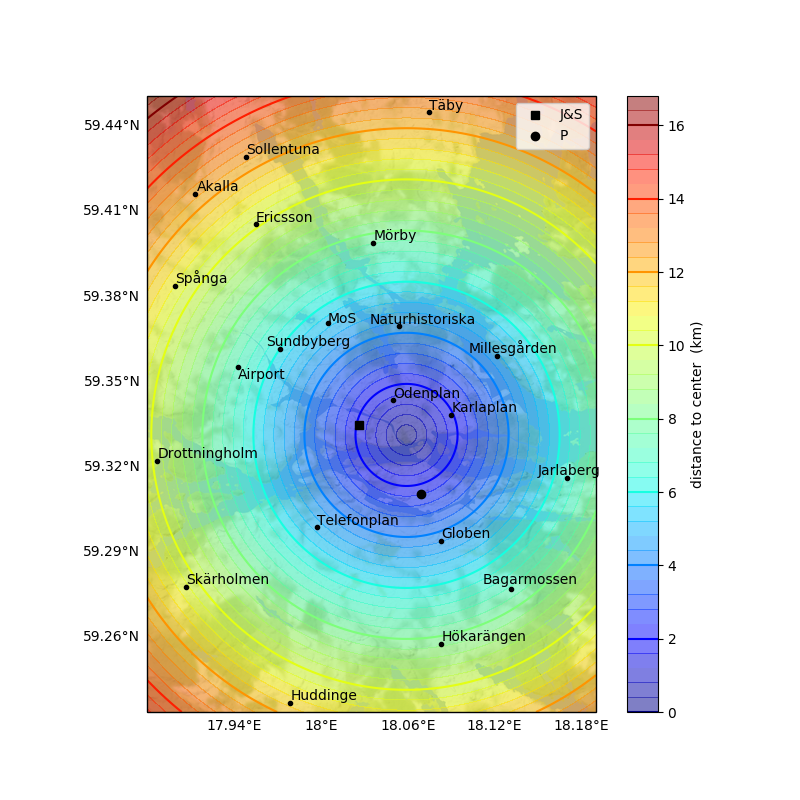 59.44°N
59.41°N
59.38°N
59.35°N
59.32°N
59.29°N
59.26°N
Täby
J&S
P
Sollentuna
Akalla
Ericsson
Mörby
Spånga
MoS
Naturhistoriska
Sundbyberg
Millesgården
Airport
Odenplan
Karlaplan
Drottningholm
Jarlaberg
Telefonplan
Globen
Skärholmen
Bagarmossen
Hökarängen
Huddinge
17.94°E
18°E
18.06°E
18.12°E
18.18°E
16
14
12
10
8
6
4
2
0
distance to center (km)